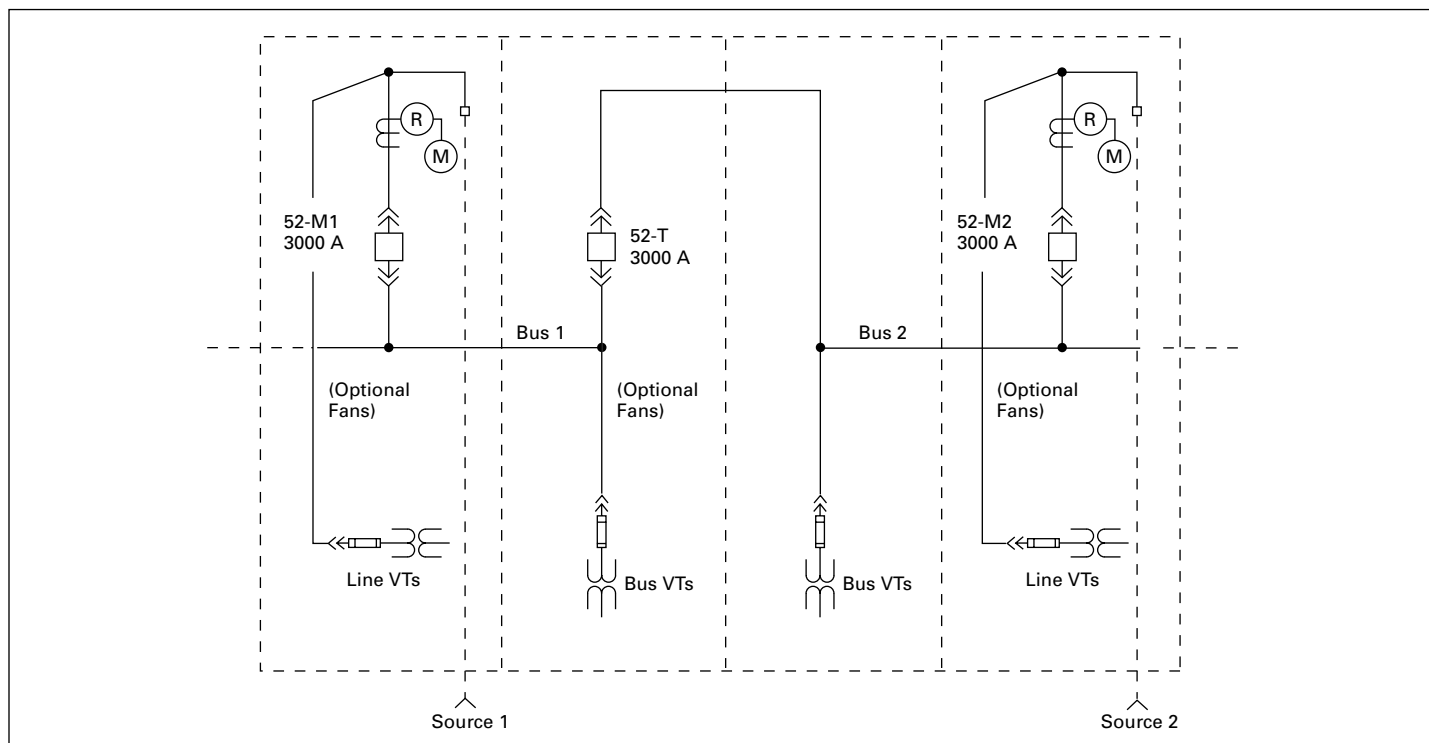 R
M
52-M1
3000 A
52-T
3000 A
R
M
52-M2
3000 A
Bus 1
Bus 2
(Optional
Fans)
(Optional
Fans)
(Optional
Fans)
Line VTs
Bus VTs
Bus VTs
Line VTs
Source 1
Source 2